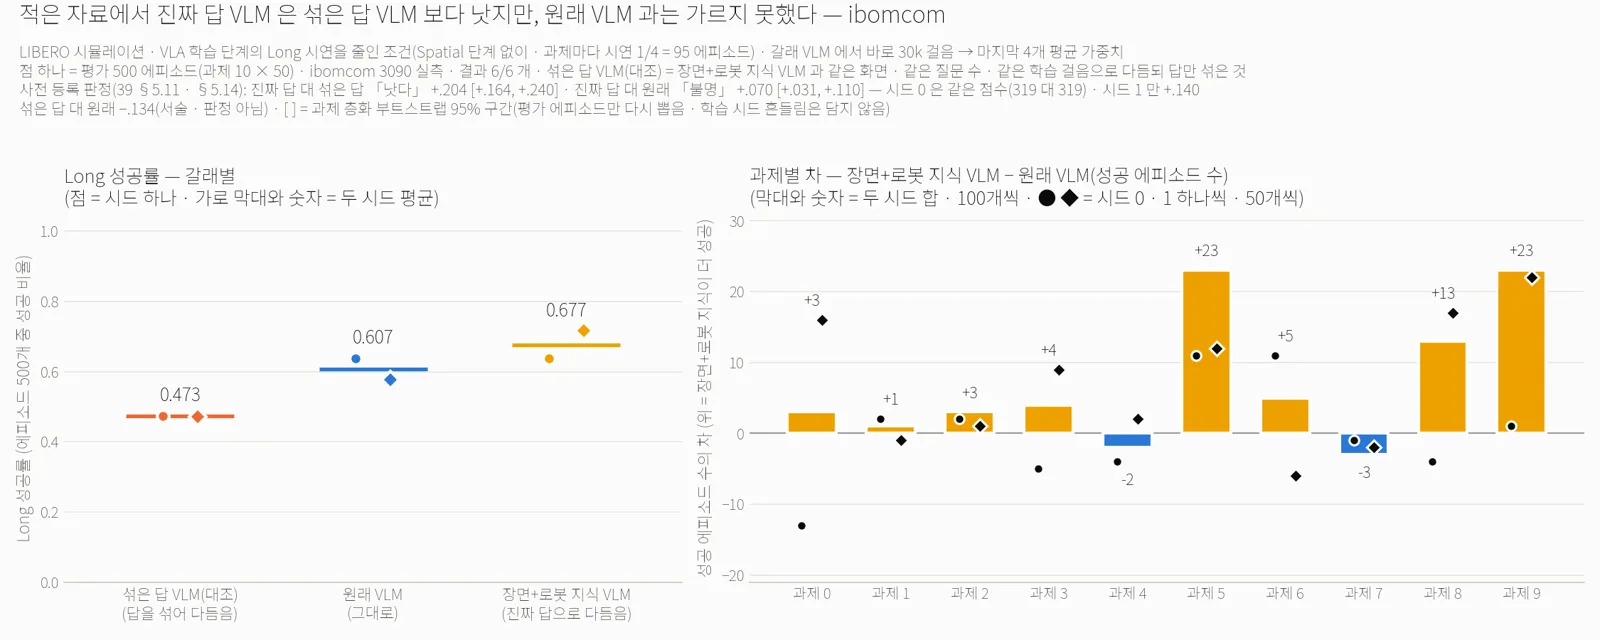 적은 자료에서 진짜 답 VLM 은 섞은 답 VLM 보다 낫지만, 원래 VLM 과는 가르지 못했다 — ibomcom
LIBERO 시뮬레이션 · VLA 학습 단계의 Long 시연을 줄인 조건(Spatial 단계 없이 · 과제마다 시연 1/4 = 95 에피소드) · 갈래 VLM 에서 바로 30k 걸음 → 마지막 4개 평균 가중치
점 하나 = 평가 500 에피소드(과제 10 × 50) · ibomcom 3090 실측 · 결과 6/6 개 · 섞은 답 VLM(대조) = 장면+로봇 지식 VLM 과 같은 화면 · 같은 질문 수 · 같은 학습 걸음으로 다듬되 답만 섞은 것
사전 등록 판정(39 §5.11 · §5.14): 진짜 답 대 섞은 답 「낫다」 +.204 [+.164, +.240] · 진짜 답 대 원래 「불명」 +.070 [+.031, +.110] — 시드 0 은 같은 점수(319 대 319) · 시드 1 만 +.140
섞은 답 대 원래 −.134(서술 · 판정 아님) · [ ] = 과제 층화 부트스트랩 95% 구간(평가 에피소드만 다시 뽑음 · 학습 시드 흔들림은 담지 않음)
Long 성공률 — 갈래별
(점 = 시드 하나 · 가로 막대와 숫자 = 두 시드 평균)
Long 성공률 (에피소드 500개 중 성공 비율)
1.0
0.8
0.6
0.4
0.2
0.0
0.473
0.607
0.677
섞은 답 VLM(대조)
(답을 섞어 다듬음)
원래 VLM
(그대로)
장면+로봇 지식 VLM
(진짜 답으로 다듬음)
과제별 차 — 장면+로봇 지식 VLM − 원래 VLM(성공 에피소드 수)
(막대와 숫자 = 두 시드 합 · 100개씩 · ● ◆ = 시드 0 · 1 하나씩 · 50개씩)
성공 에피소드 수의 차 (위 = 장면+로봇 지식이 더 성공)
30
20
10
0
−10
−20
+3
+1
+3
+4
-2
+23
+5
-3
+13
+23
과제 0
과제 1
과제 2
과제 3
과제 4
과제 5
과제 6
과제 7
과제 8
과제 9